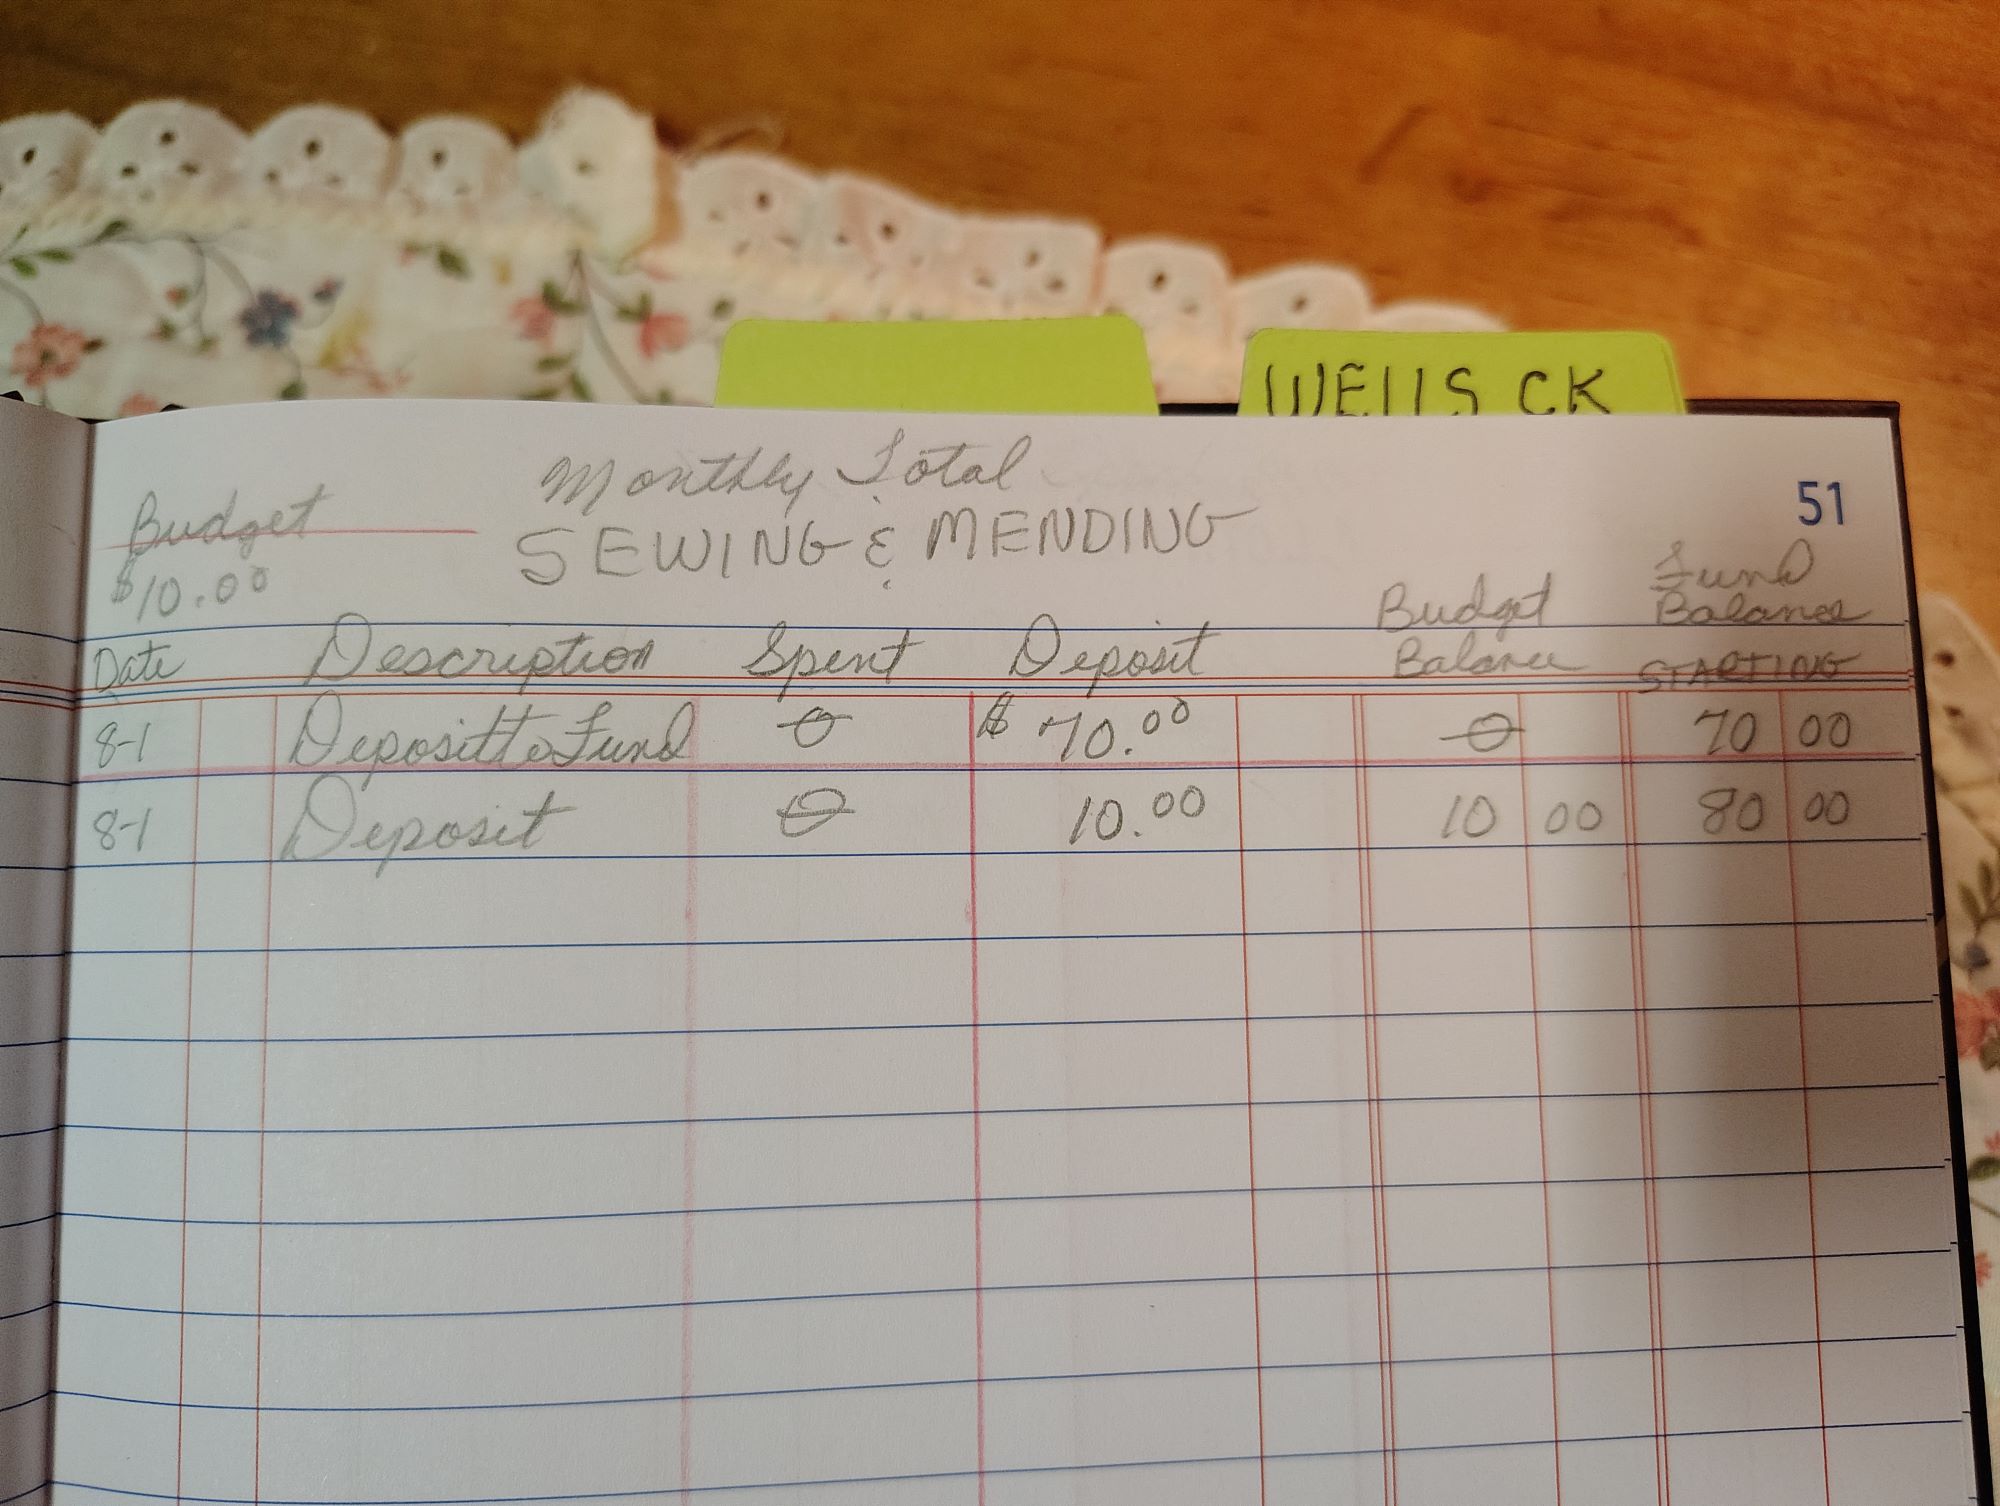 WELLS CK
Monthly Total
51
Budget
SEWING & MENDING
$10.00
Budget Fund Balance
Date Description Spent Deposit Balance STARTING
8-1 Deposit to Fund 0 $ 70.00 0 70 00
8-1 Deposit 0 10.00 10 00 80 00